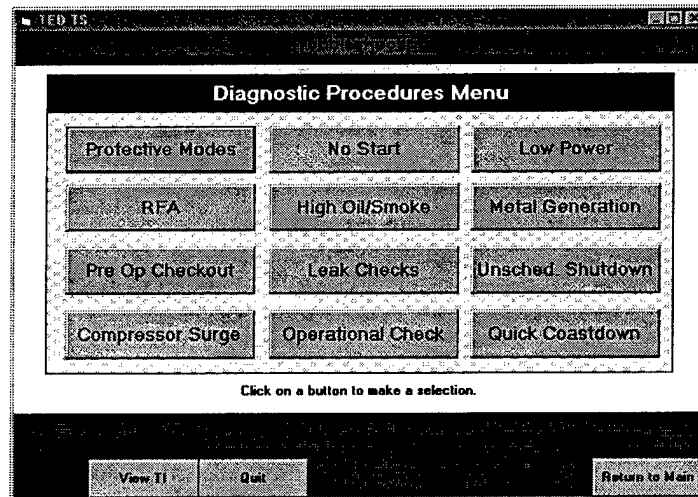 TED TS
Diagnostic Procedures Menu
Protective Modes No Start Low Power
RFA High Oil/Smoke Metal Generation
Pre Op Checkout Leak Checks Unsched. Shutdown
Compressor Surge Operational Check Quick Coastdown
Click on a button to make a selection.
View TI Quit Return to Main